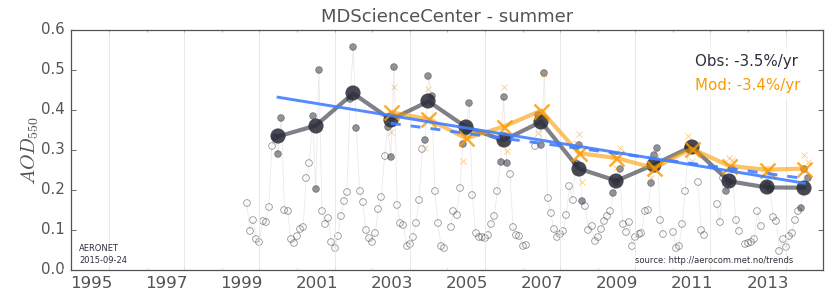 MDScienceCenter - summer
0.6
0.5
0.4
0.3
0.2
0.1
0.0
AOD550
Obs: -3.5%/yr
Mod: -3.4%/yr
AERONET
2015-09-24
source: http://aerocom.met.no/trends
1995 1997 1999 2001 2003 2005 2007 2009 2011 2013